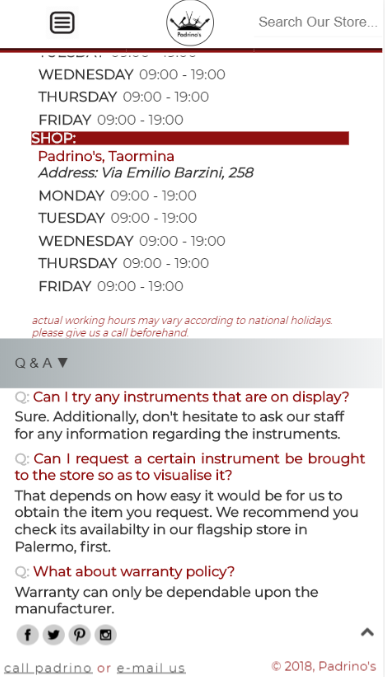 Search Our Store...
Padrino's
TUESDAY 09:00 - 19:00
WEDNESDAY 09:00 - 19:00
THURSDAY 09:00 - 19:00
FRIDAY 09:00 - 19:00
SHOP:
Padrino's, Taormina
Address: Via Emilio Barzini, 258
MONDAY 09:00 - 19:00
TUESDAY 09:00 - 19:00
WEDNESDAY 09:00 - 19:00
THURSDAY 09:00 - 19:00
FRIDAY 09:00 - 19:00
actual working hours may vary according to national holidays.
please give us a call beforehand.
Q & A ▼
Q: Can I try any instruments that are on display?
Sure. Additionally, don't hesitate to ask our staff
for any information regarding the instruments.
Q: Can I request a certain instrument be brought
to the store so as to visualise it?
That depends on how easy it would be for us to
obtain the item you request. We recommend you
check its availabilty in our flagship store in
Palermo, first.
Q: What about warranty policy?
Warranty can only be dependable upon the
manufacturer.
call padrino or e-mail us
© 2018, Padrino's